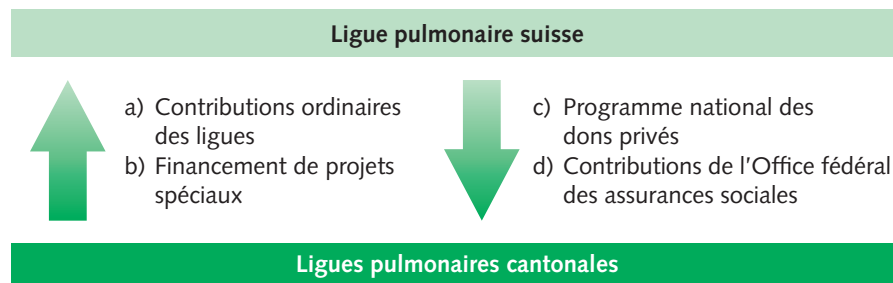 Ligue pulmonaire suisse
a) Contributions ordinaires
des ligues
b) Financement de projets
spéciaux
c) Programme national des
dons privés
d) Contributions de l'Office fédéral
des assurances sociales
Ligues pulmonaires cantonales